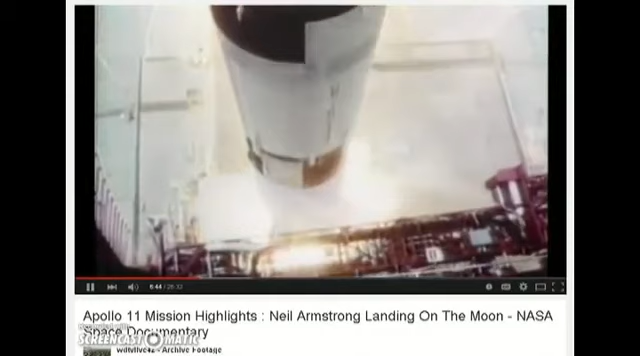 6:44 / 28:32
Apollo 11 Mission Highlights : Neil Armstrong Landing On The Moon - NASA
Space Documentary
SCREENCAST O MATIC
wdtvlive42 - Archive Footage